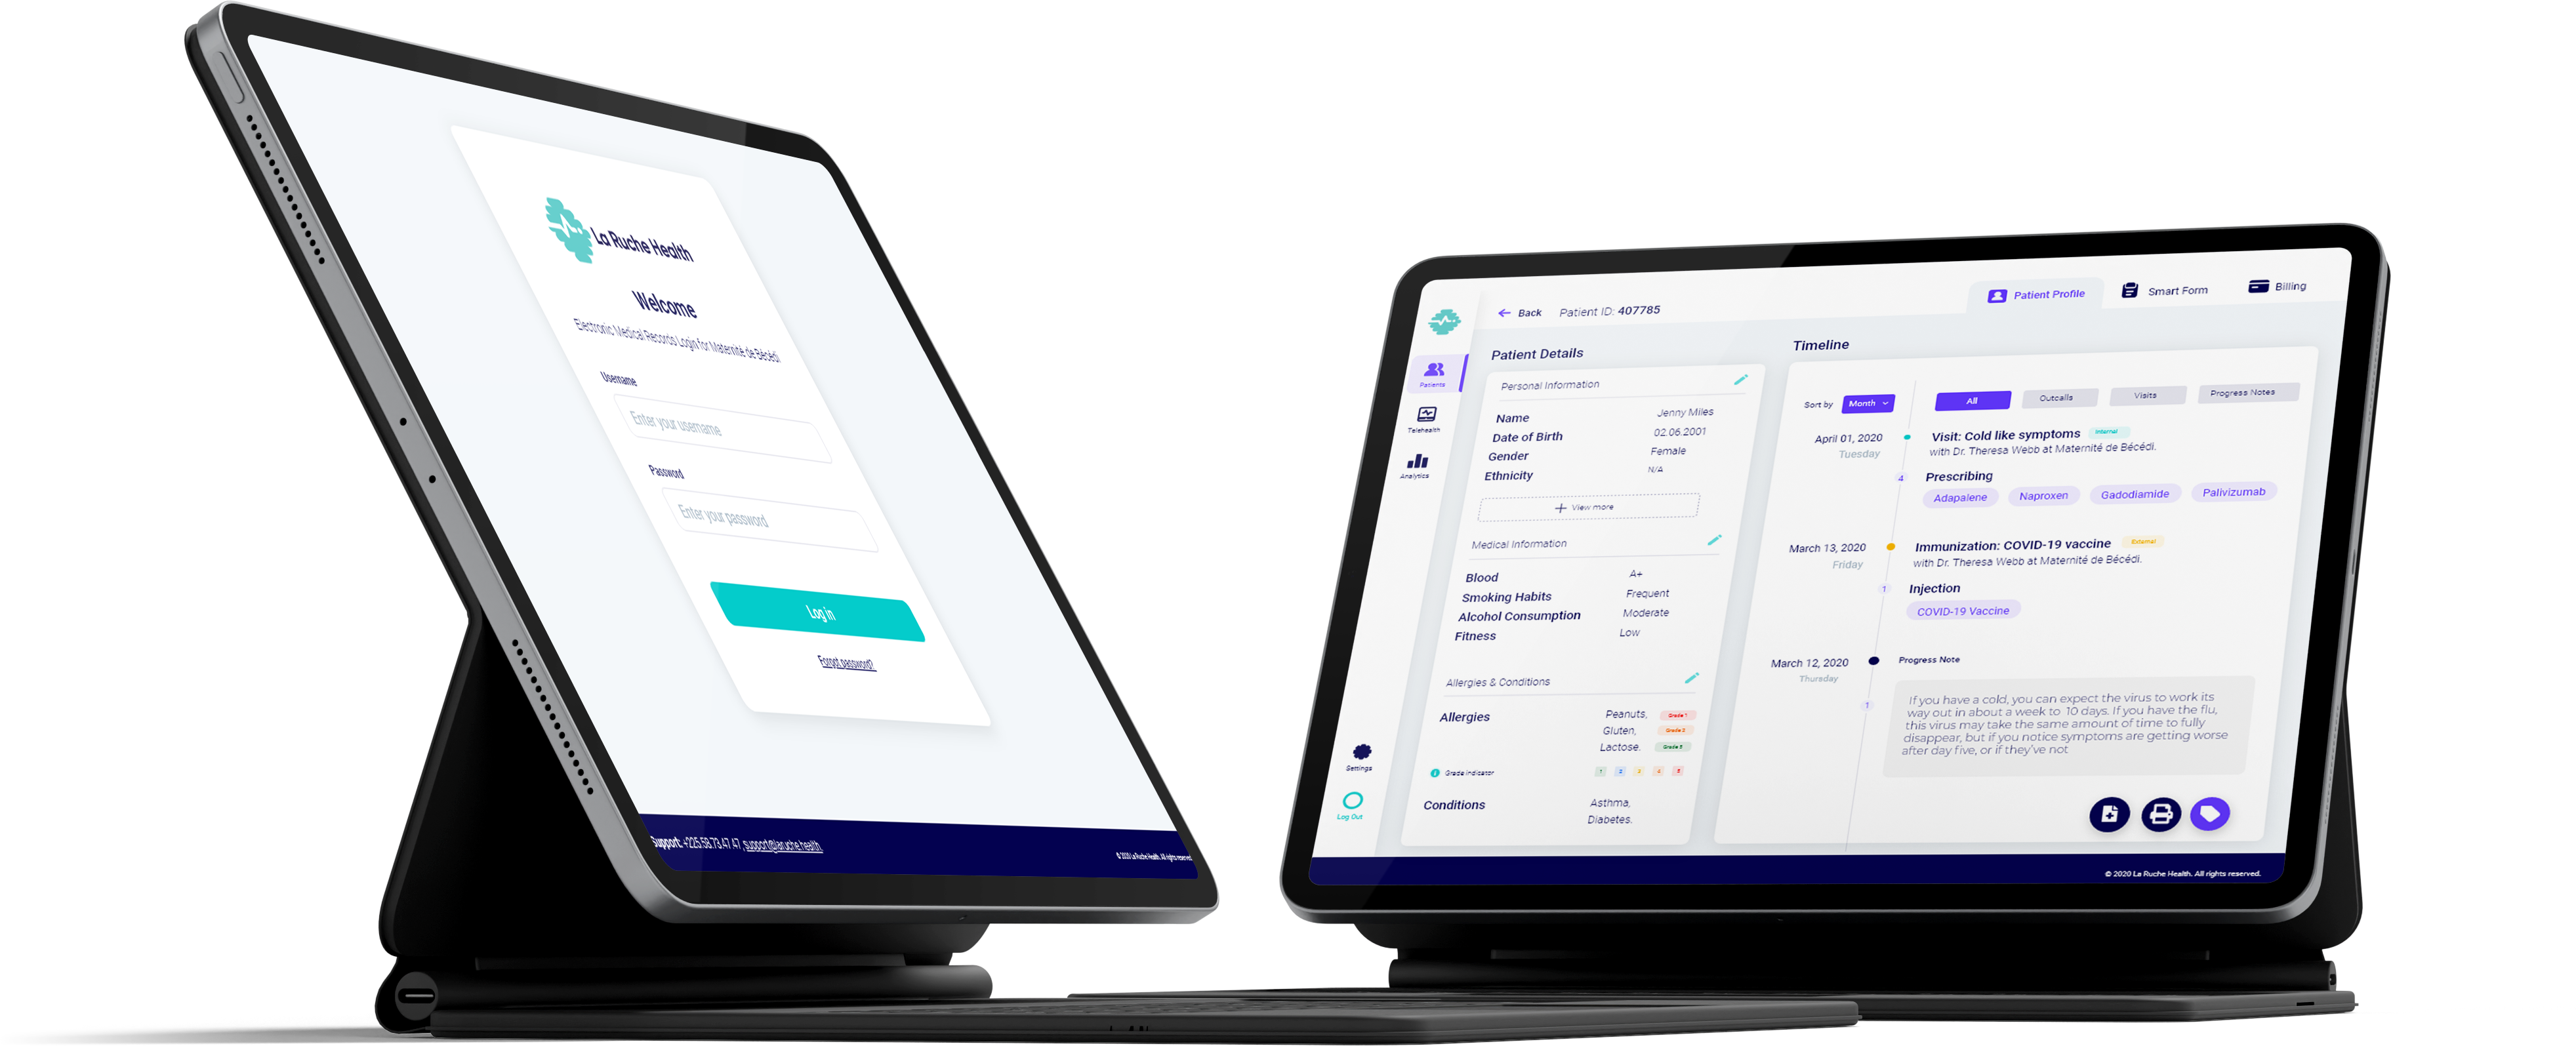 La Ruche Health
Welcome
Electronic Medical Records Login for Maternité de Bécédi
Username
Enter your username
Password
Enter your password
Log in
Forgot password?
Support: +225.58.73.47.47, support@laruche.health
© 2020 La Ruche Health. All rights reserved.
Back Patient ID: 407785
Patient Profile
Smart Form
Billing
Patients
Telehealth
Analytics
Settings
Log Out
Patient Details
Personal Information
Name Jenny Miles
Date of Birth 02.06.2001
Gender Female
Ethnicity N/A
View more
Medical Information
Blood A+
Smoking Habits Frequent
Alcohol Consumption Moderate
Fitness Low
Allergies & Conditions
Allergies Peanuts, Grade 1
Gluten,
Lactose.
Grade indicator 1 2 3 4 5
Conditions Asthma,
Diabetes.
Timeline
Sort by Month
All Outcalls Visits Progress Notes
April 01, 2020
Tuesday
Visit: Cold like symptoms Internal
with Dr. Theresa Webb at Maternité de Bécédi.
4 Prescribing
Adapalene Naproxen Gadodiamide Palivizumab
March 13, 2020
Friday
Immunization: COVID-19 vaccine External
with Dr. Theresa Webb at Maternité de Bécédi.
1 Injection
COVID-19 Vaccine
March 12, 2020
Thursday
Progress Note
1
If you have a cold, you can expect the virus to work its
way out in about a week to 10 days. If you have the flu,
this virus may take the same amount of time to fully
disappear, but if you notice symptoms are getting worse
after day five, or if they've not
© 2020 La Ruche Health. All rights reserved.